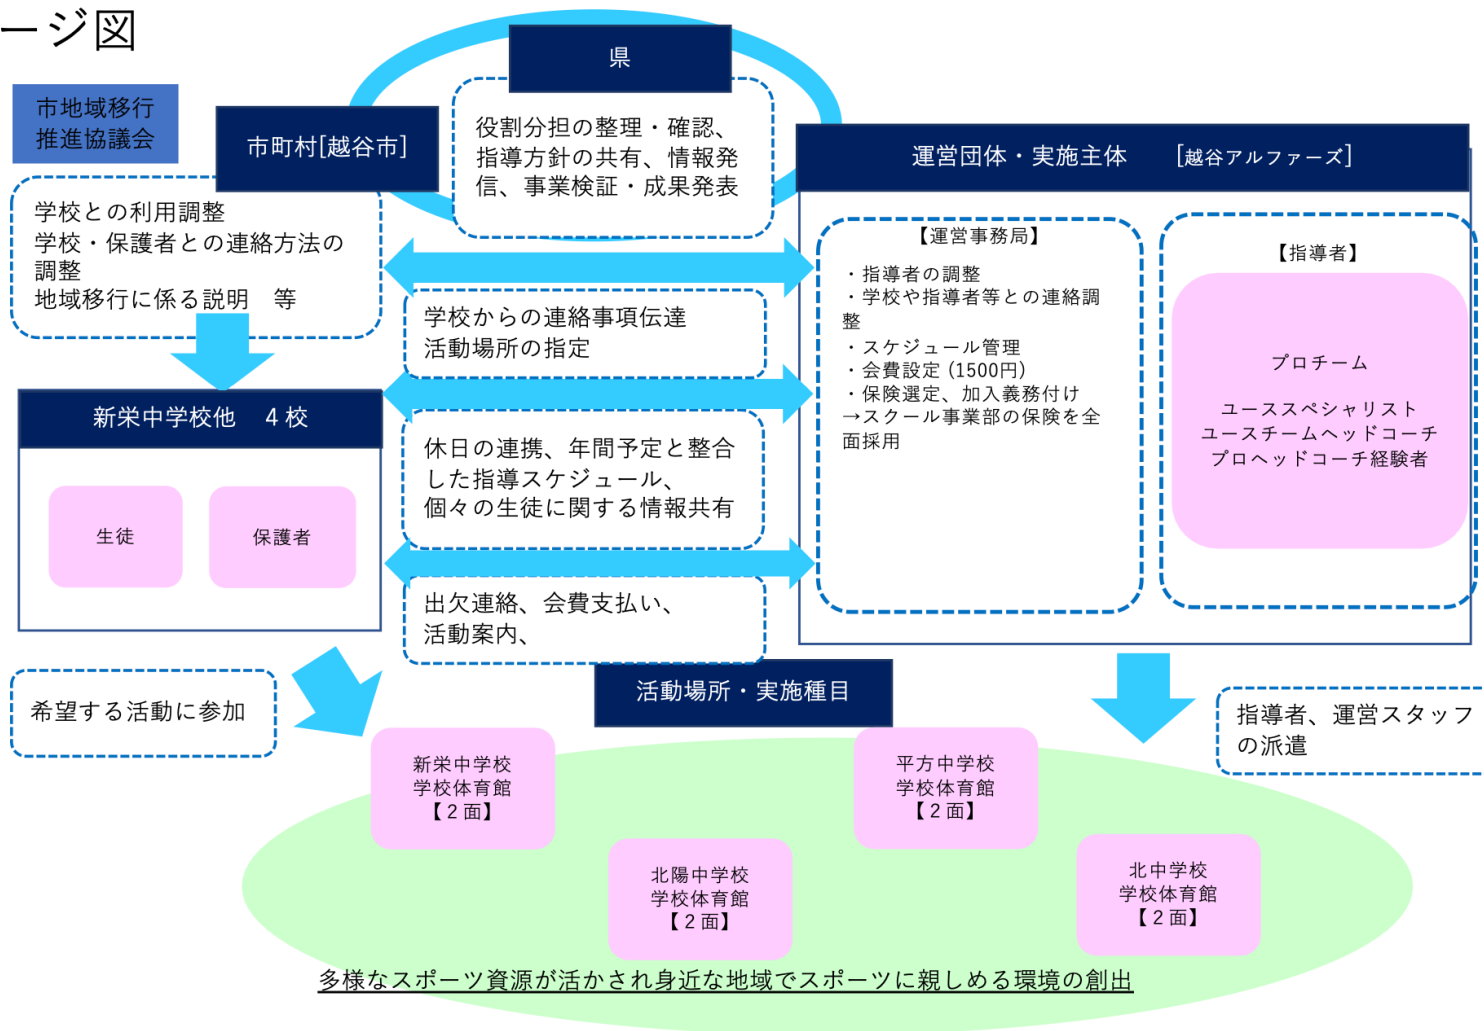 ージ図
県
市地域移行
推進協議会
市町村[越谷市]
役割分担の整理・確認、
指導方針の共有、情報発
信、事業検証・成果発表
運営団体・実施主体　　[越谷アルファーズ]
学校との利用調整
学校・保護者との連絡方法の
調整
地域移行に係る説明　等
学校からの連絡事項伝達
活動場所の指定
【運営事務局】
・指導者の調整
・学校や指導者等との連絡調
整
・スケジュール管理
・会費設定 (1500円)
・保険選定、加入義務付け
→スクール事業部の保険を全
面採用
【指導者】
プロチーム
ユーススペシャリスト
ユースチームヘッドコーチ
プロヘッドコーチ経験者
新栄中学校他　４校
生徒
保護者
休日の連携、年間予定と整合
した指導スケジュール、
個々の生徒に関する情報共有
出欠連絡、会費支払い、
活動案内、
希望する活動に参加
活動場所・実施種目
指導者、運営スタッフ
の派遣
新栄中学校
学校体育館
【２面】
平方中学校
学校体育館
【２面】
北陽中学校
学校体育館
【２面】
北中学校
学校体育館
【２面】
多様なスポーツ資源が活かされ身近な地域でスポーツに親しめる環境の創出